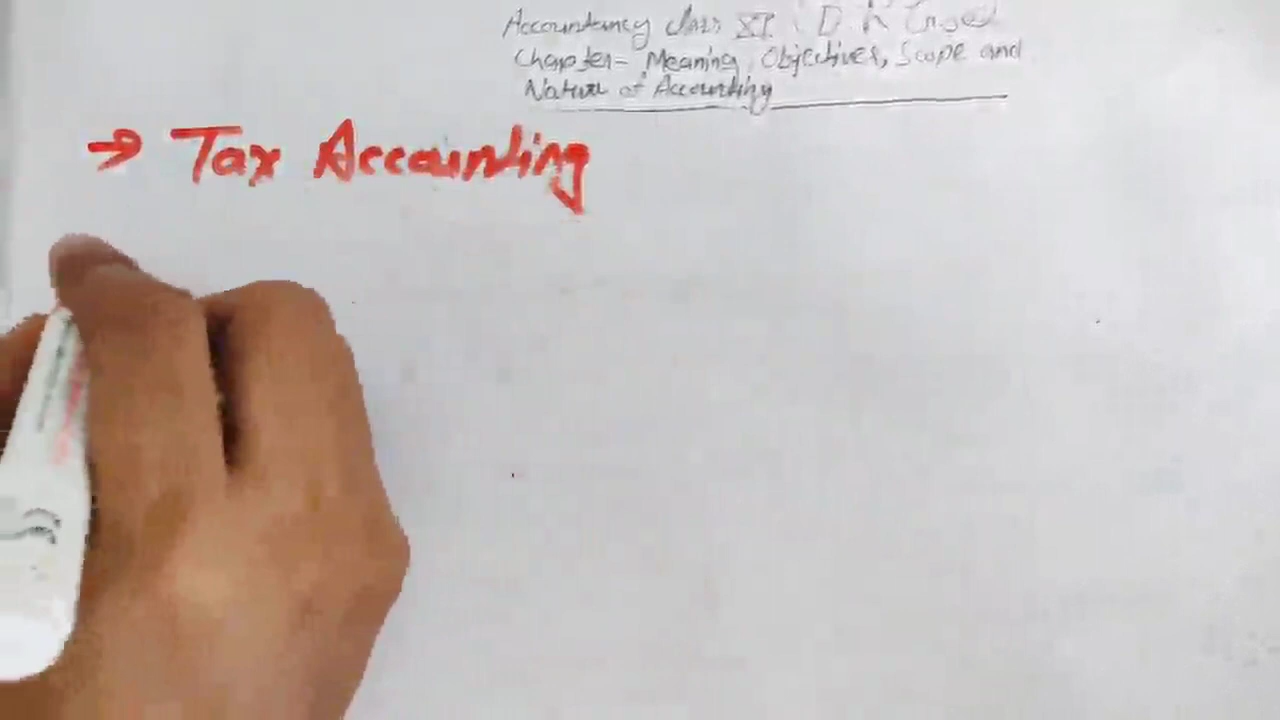 Accountancy Class XI
Chapter- Meaning, Objectives, Scope and
Nature of Accounting
→ Tax Accounting